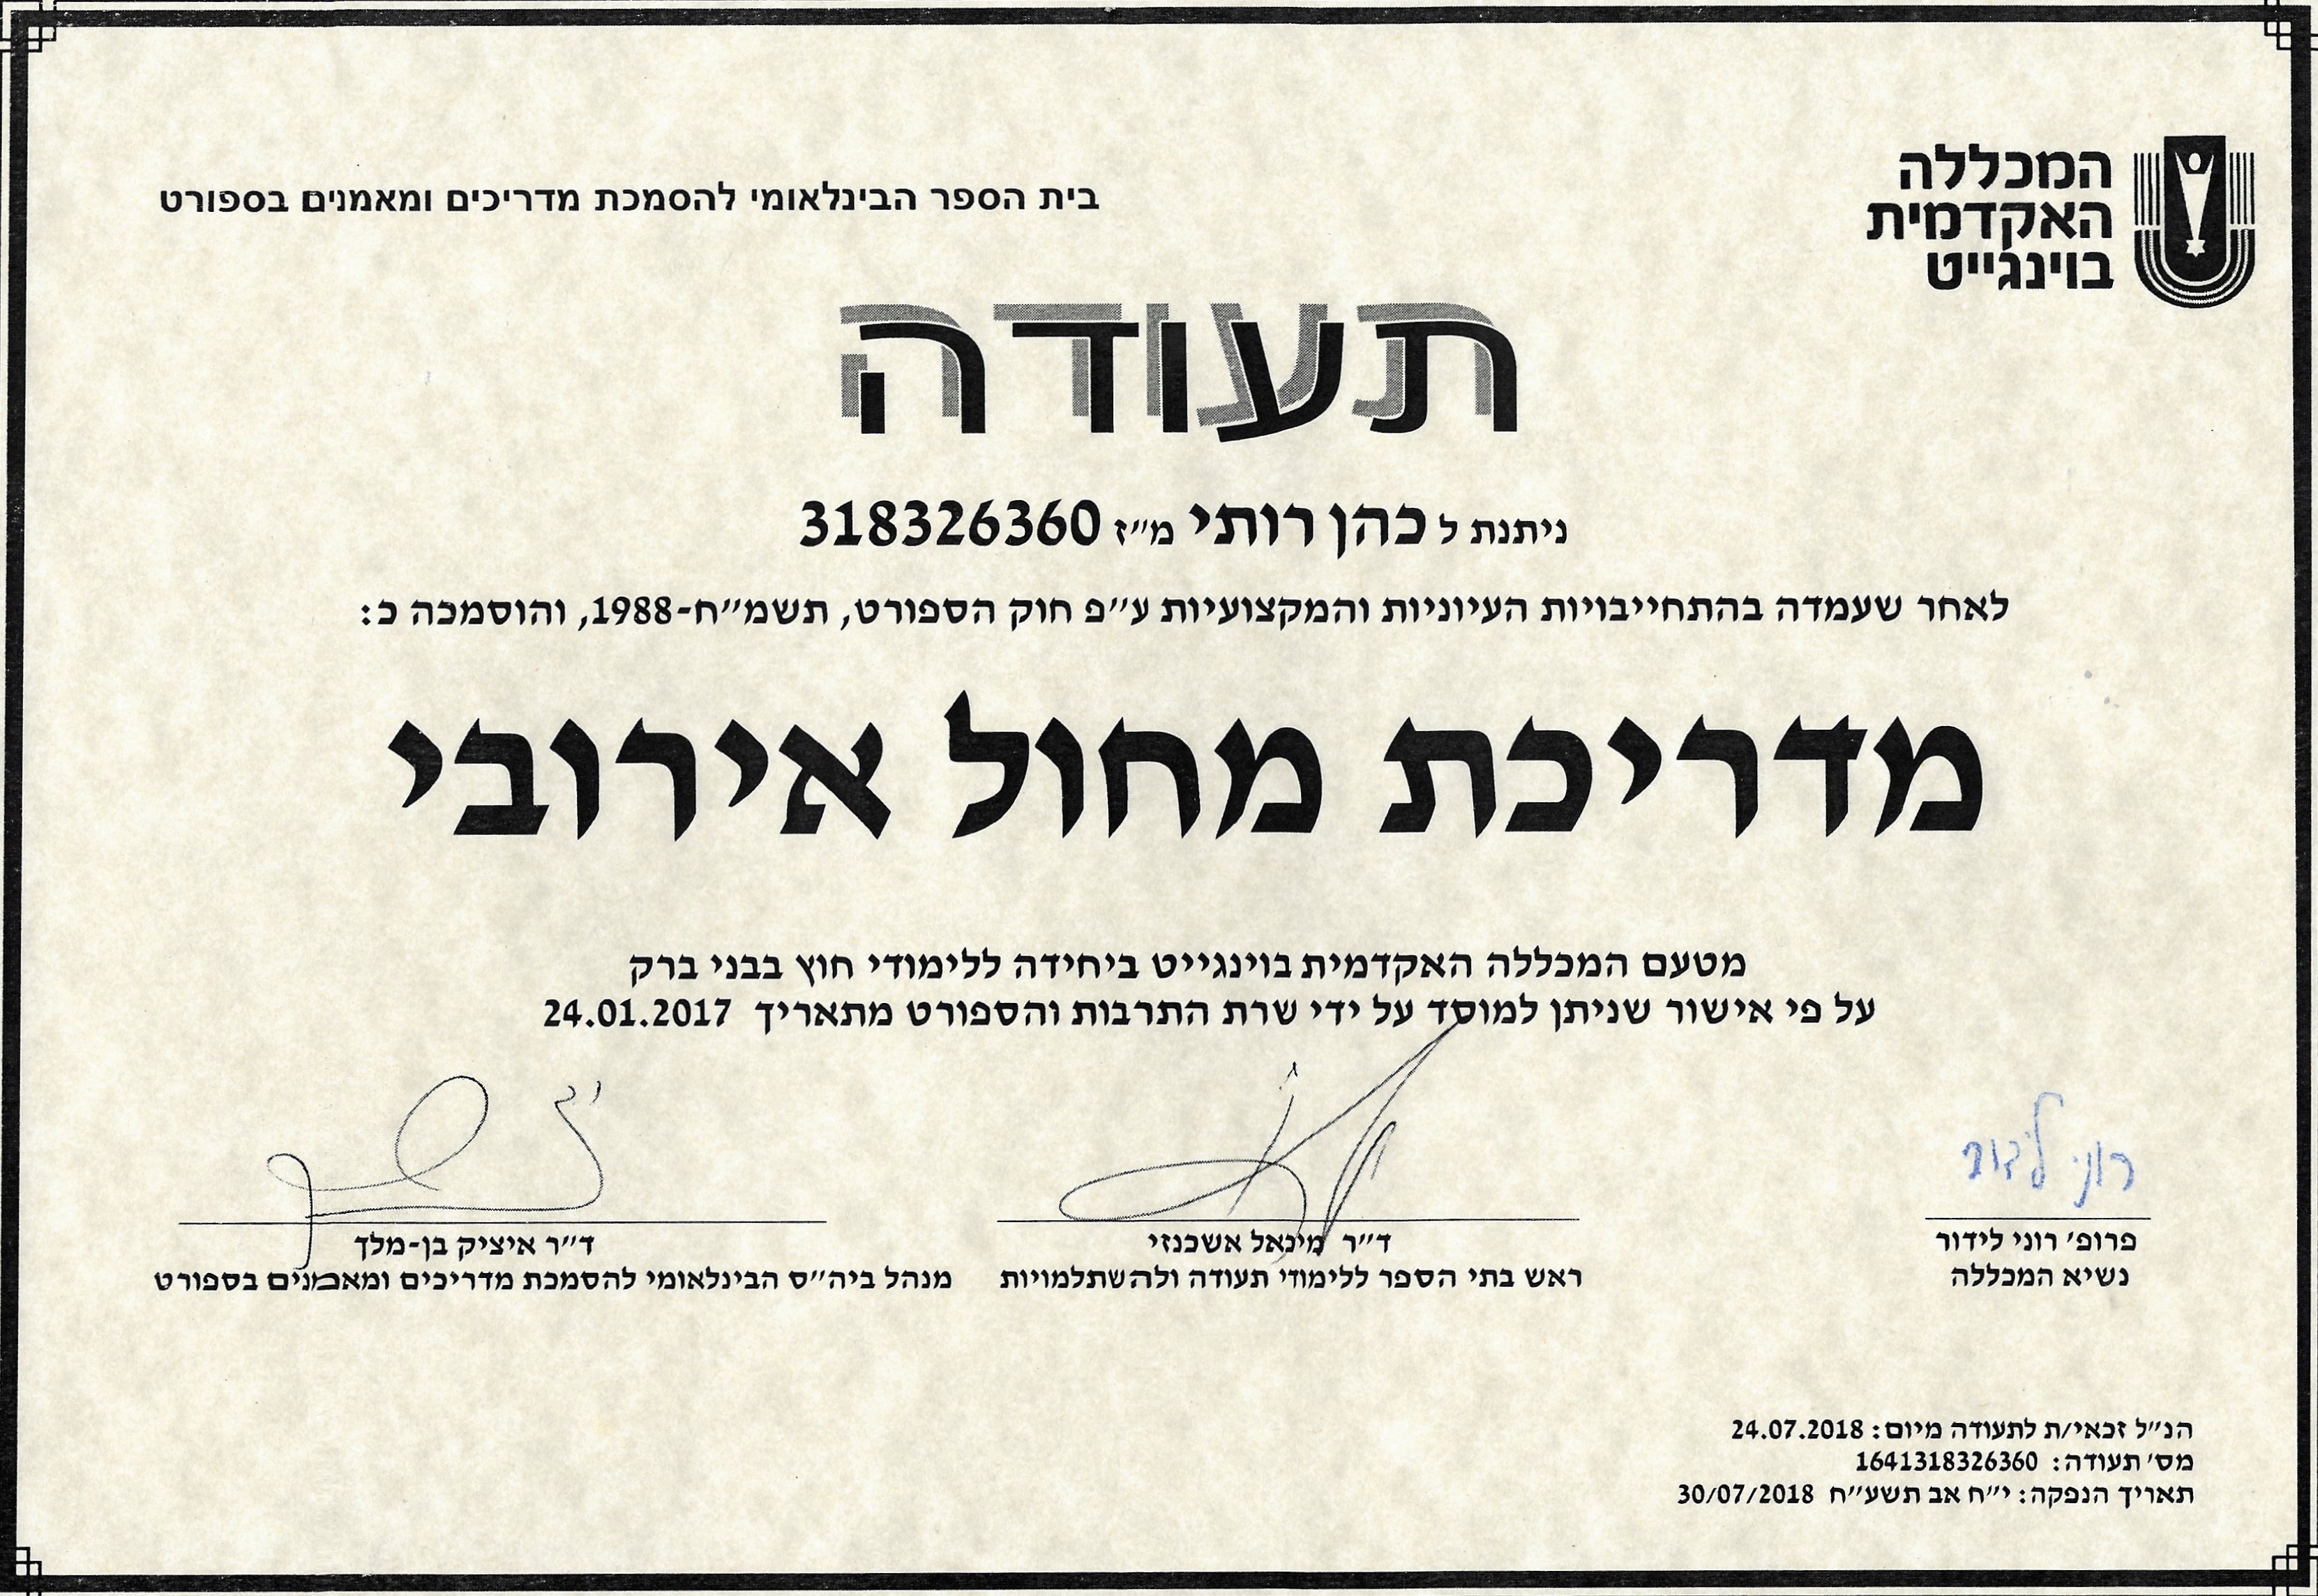 המכללה
האקדמית
בוינגייט
בית הספר הבינלאומי להסמכת מדריכים ומאמנים בספורט
תעודה
ניתנת ל כהן רותי מ״ז 318326360
לאחר שעמדה בהתחייבויות העיוניות והמקצועיות ע״פ חוק הספורט, תשמ״ח-1988, והוסמכה כ:
מדריכת מחול אירובי
מטעם המכללה האקדמית בוינגייט ביחידה ללימודי חוץ בבני ברק
על פי אישור שניתן למוסד על ידי שרת התרבות והספורט מתאריך 24.01.2017
רוני לידור
פרופ׳ רוני לידור
נשיא המכללה
ד״ר מיכאל אשכנזי
ראש בתי הספר ללימודי תעודה ולהשתלמויות
ד״ר איציק בן-מלך
מנהל ביה״ס הבינלאומי להסמכת מדריכים ומאמנים בספורט
הנ״ל זכאי/ת לתעודה מיום: 24.07.2018
מס׳ תעודה: 1641318326360
תאריך הנפקה: י״ח אב תשע״ח 30/07/2018